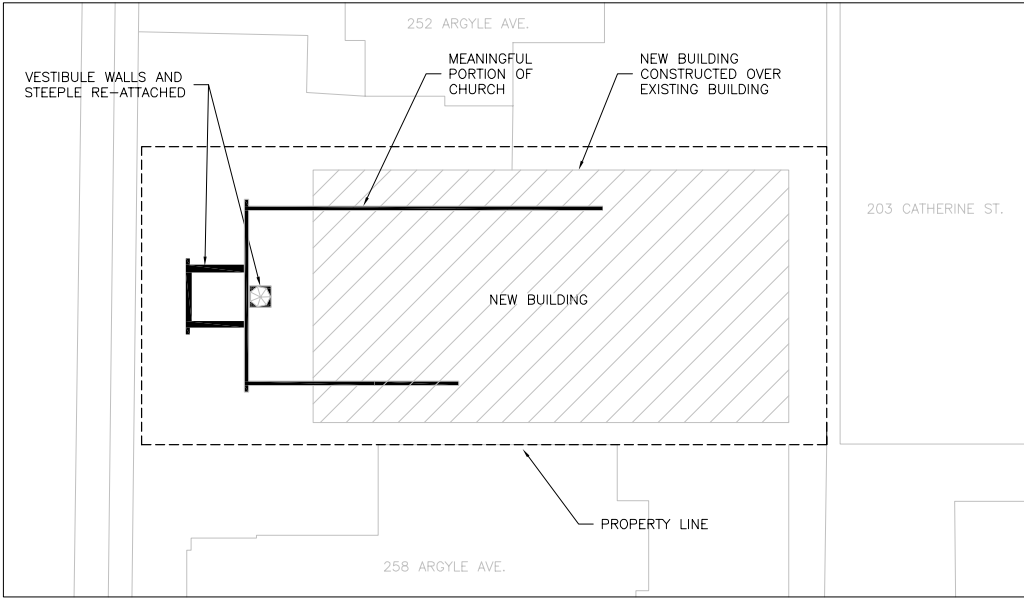 252 ARGYLE AVE.
VESTIBULE WALLS AND
STEEPLE RE-ATTACHED
MEANINGFUL
PORTION OF
CHURCH
NEW BUILDING
CONSTRUCTED OVER
EXISTING BUILDING
203 CATHERINE ST.
NEW BUILDING
PROPERTY LINE
258 ARGYLE AVE.